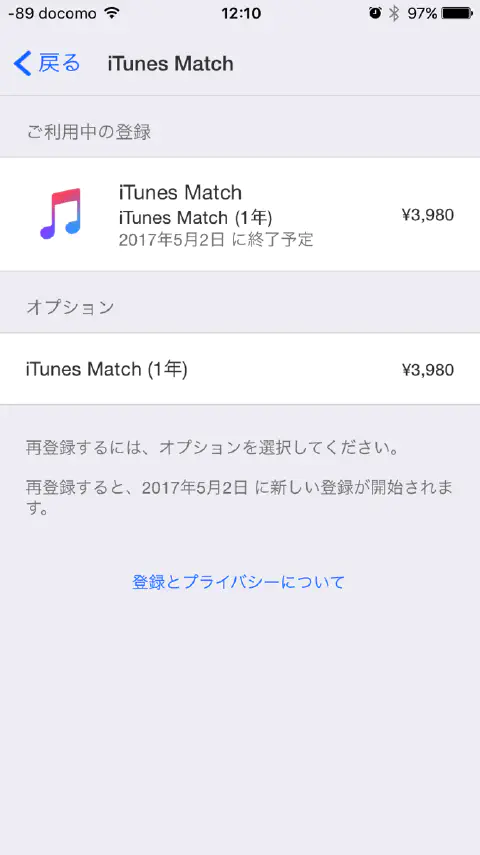 -89 docomo 12:10 97%
戻る iTunes Match
ご利用中の登録
iTunes Match
iTunes Match (1年) ¥3,980
2017年5月2日 に終了予定
オプション
iTunes Match (1年) ¥3,980
再登録するには、オプションを選択してください。
再登録すると、2017年5月2日 に新しい登録が開始されま
す。
登録とプライバシーについて